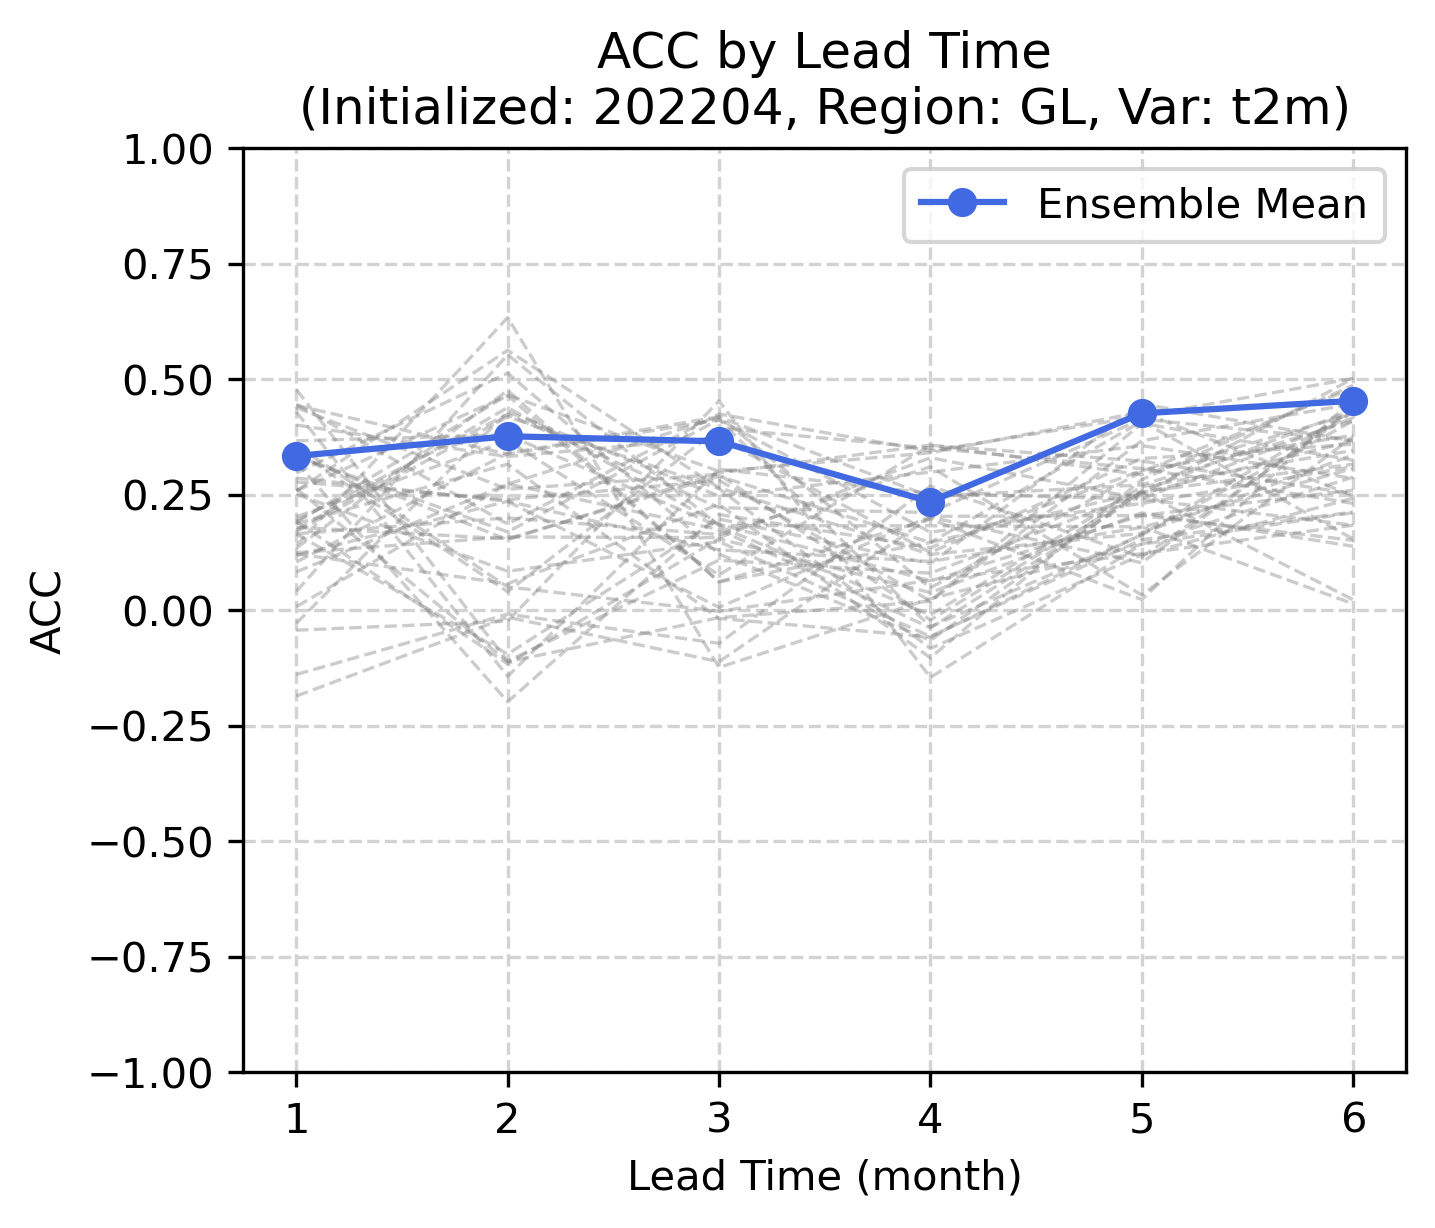 ACC by Lead Time
(Initialized: 202204, Region: GL, Var: t2m)
1.00
0.75
0.50
0.25
0.00
−0.25
−0.50
−0.75
−1.00
ACC
Ensemble Mean
1 2 3 4 5 6
Lead Time (month)